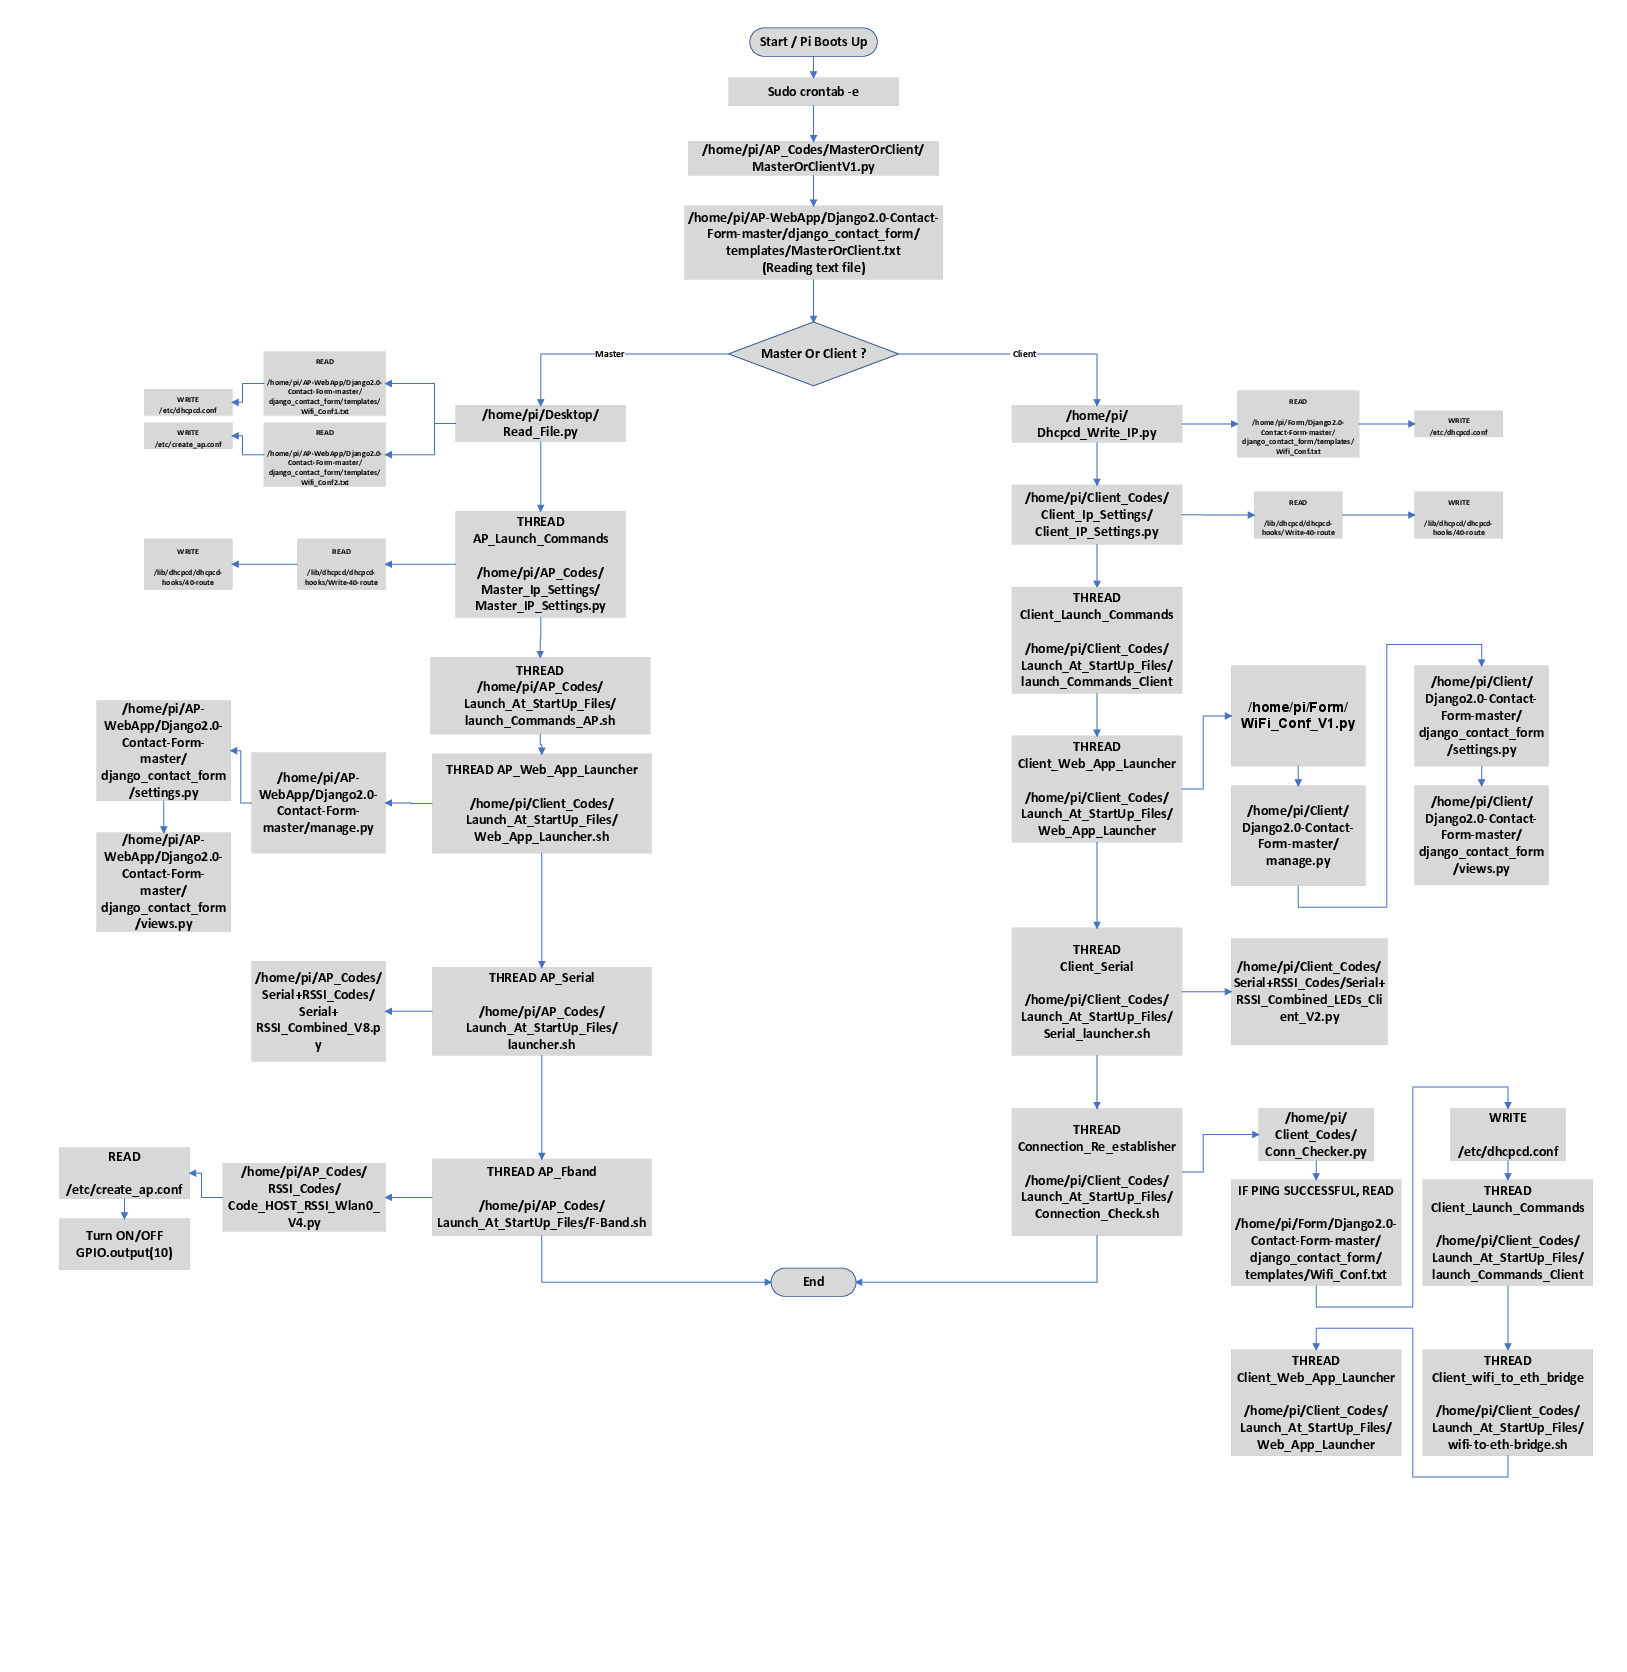 Start / Pi Boots Up
Sudo crontab -e
/home/pi/AP_Codes/MasterOrClient/
MasterOrClientV1.py
/home/pi/AP-WebApp/Django2.0-Contact-
Form-master/django_contact_form/
templates/MasterOrClient.txt
(Reading text file)
Master Or Client ?
Master
Client
/home/pi/Desktop/
Read_File.py
READ
/home/pi/AP-WebApp/Django2.0-
Contact-Form-master/
django_contact_form/templates/
Wifi_Conf1.txt
WRITE
/etc/dhcpcd.conf
READ
/home/pi/AP-WebApp/Django2.0-
Contact-Form-master/
django_contact_form/templates/
Wifi_Conf2.txt
WRITE
/etc/create_ap.conf
THREAD
AP_Launch_Commands
/home/pi/AP_Codes/
Master_Ip_Settings/
Master_IP_Settings.py
READ
/lib/dhcpcd/dhcpcd-
hooks/Write-40-route
WRITE
/lib/dhcpcd/dhcpcd-
hooks/40-route
THREAD
/home/pi/AP_Codes/
Launch_At_StartUp_Files/
launch_Commands_AP.sh
THREAD AP_Web_App_Launcher
/home/pi/Client_Codes/
Launch_At_StartUp_Files/
Web_App_Launcher.sh
/home/pi/AP-
WebApp/Django2.0-
Contact-Form-
master/manage.py
/home/pi/AP-
WebApp/Django2.0-
Contact-Form-
master/
django_contact_form
/settings.py
/home/pi/AP-
WebApp/Django2.0-
Contact-Form-
master/
django_contact_form
/views.py
THREAD AP_Serial
/home/pi/AP_Codes/
Launch_At_StartUp_Files/
launcher.sh
/home/pi/AP_Codes/
Serial+RSSI_Codes/
Serial+
RSSI_Combined_V8.p
y
THREAD AP_Fband
/home/pi/AP_Codes/
Launch_At_StartUp_Files/F-Band.sh
/home/pi/AP_Codes/
RSSI_Codes/
Code_HOST_RSSI_Wlan0_
V4.py
READ
/etc/create_ap.conf
Turn ON/OFF
GPIO.output(10)
/home/pi/
Dhcpcd_Write_IP.py
READ
/home/pi/Form/Django2.0-
Contact-Form-master/
django_contact_form/templates/
Wifi_Conf.txt
WRITE
/etc/dhcpcd.conf
/home/pi/Client_Codes/
Client_Ip_Settings/
Client_IP_Settings.py
READ
/lib/dhcpcd/dhcpcd-
hooks/Write-40-route
WRITE
/lib/dhcpcd/dhcpcd-
hooks/40-route
THREAD
Client_Launch_Commands
/home/pi/Client_Codes/
Launch_At_StartUp_Files/
launch_Commands_Client
THREAD
Client_Web_App_Launcher
/home/pi/Client_Codes/
Launch_At_StartUp_Files/
Web_App_Launcher
/home/pi/Form/
WiFi_Conf_V1.py
/home/pi/Client/
Django2.0-Contact-
Form-master/
manage.py
/home/pi/Client/
Django2.0-Contact-
Form-master/
django_contact_form
/settings.py
/home/pi/Client/
Django2.0-Contact-
Form-master/
django_contact_form
/views.py
THREAD
Client_Serial
/home/pi/Client_Codes/
Launch_At_StartUp_Files/
Serial_launcher.sh
/home/pi/Client_Codes/
Serial+RSSI_Codes/Serial+
RSSI_Combined_LEDs_Cli
ent_V2.py
THREAD
Connection_Re_establisher
/home/pi/Client_Codes/
Launch_At_StartUp_Files/
Connection_Check.sh
/home/pi/
Client_Codes/
Conn_Checker.py
IF PING SUCCESSFUL, READ
/home/pi/Form/Django2.0-
Contact-Form-master/
django_contact_form/
templates/Wifi_Conf.txt
WRITE
/etc/dhcpcd.conf
THREAD
Client_Launch_Commands
/home/pi/Client_Codes/
Launch_At_StartUp_Files/
launch_Commands_Client
End
THREAD
Client_Web_App_Launcher
/home/pi/Client_Codes/
Launch_At_StartUp_Files/
Web_App_Launcher
THREAD
Client_wifi_to_eth_bridge
/home/pi/Client_Codes/
Launch_At_StartUp_Files/
wifi-to-eth-bridge.sh